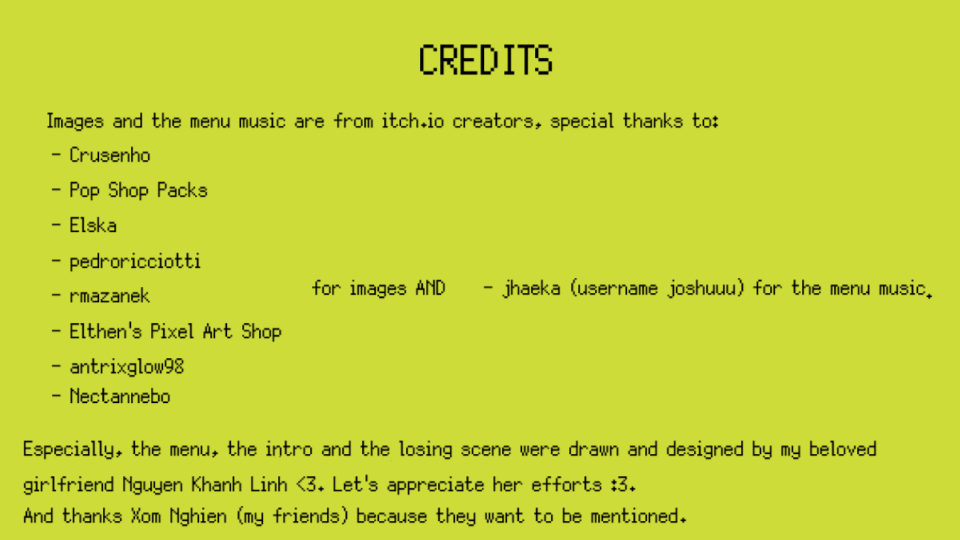 CREDITS
Images and the menu music are from itch.io creators, special thanks to:
- Crusenho
- Pop Shop Packs
- Elska
- pedroricciotti
- rmazanek
- Elthen's Pixel Art Shop
- antrixglow98
- Nectannebo
for images AND
- jhaeka (username joshuuu) for the menu music.
Especially, the menu, the intro and the losing scene were drawn and designed by my beloved
girlfriend Nguyen Khanh Linh <3. Let's appreciate her efforts :3.
And thanks Xom Nghien (my friends) because they want to be mentioned.